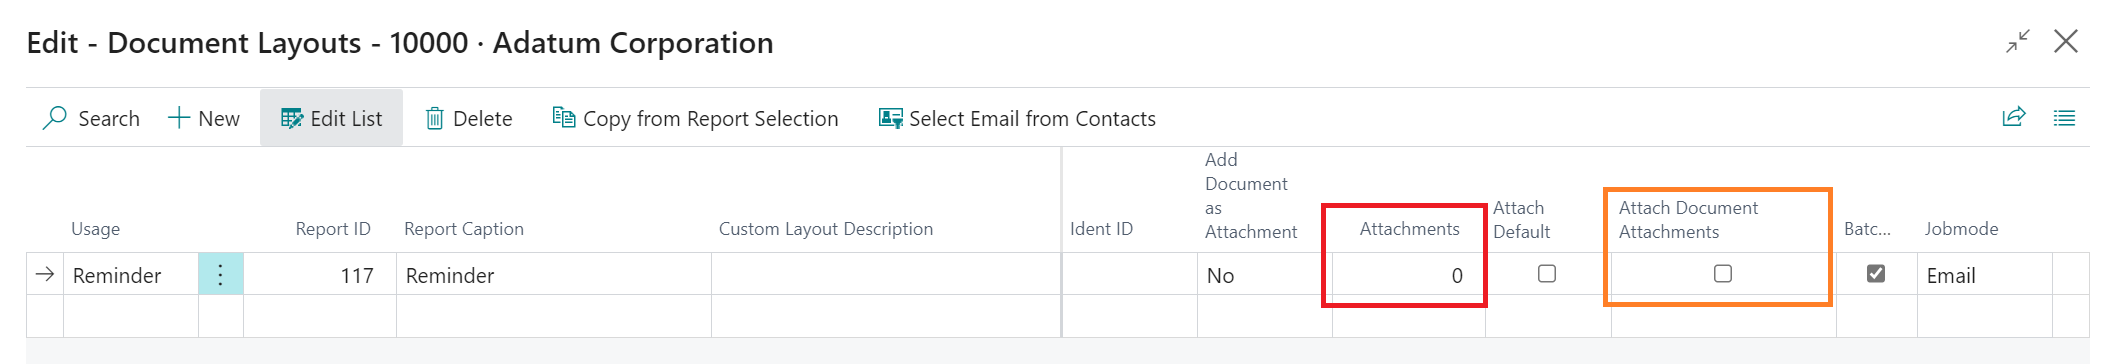 Edit - Document Layouts - 10000 · Adatum Corporation
Search New Edit List Delete Copy from Report Selection Select Email from Contacts
Usage Report ID Report Caption Custom Layout Description Ident ID Add Document as Attachment Attachments Attach Default Attach Document Attachments Batc... Jobmode
Reminder 117 Reminder No 0 Email